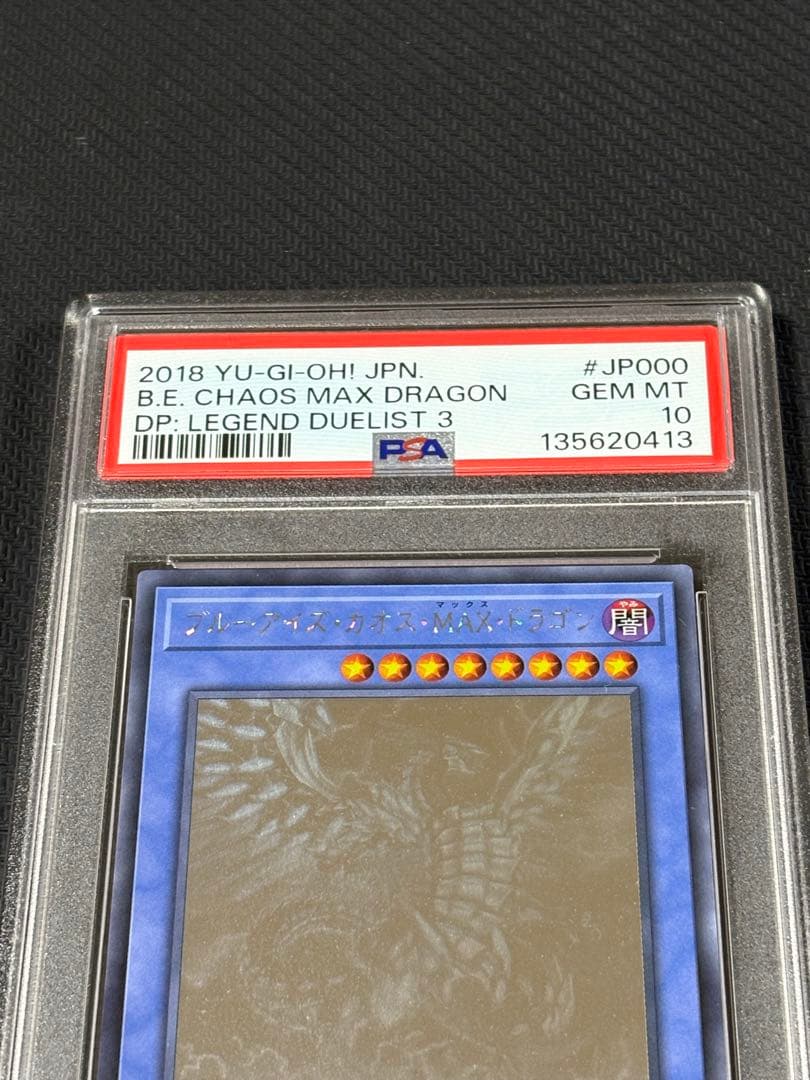 2018 YU-GI-OH! JPN. #JP000
B.E. CHAOS MAX DRAGON GEM MT
DP: LEGEND DUELIST 3 10
PSA 135620413
マックス やみ
ブルーアイズ・カオス・MAX・ドラゴン 闇